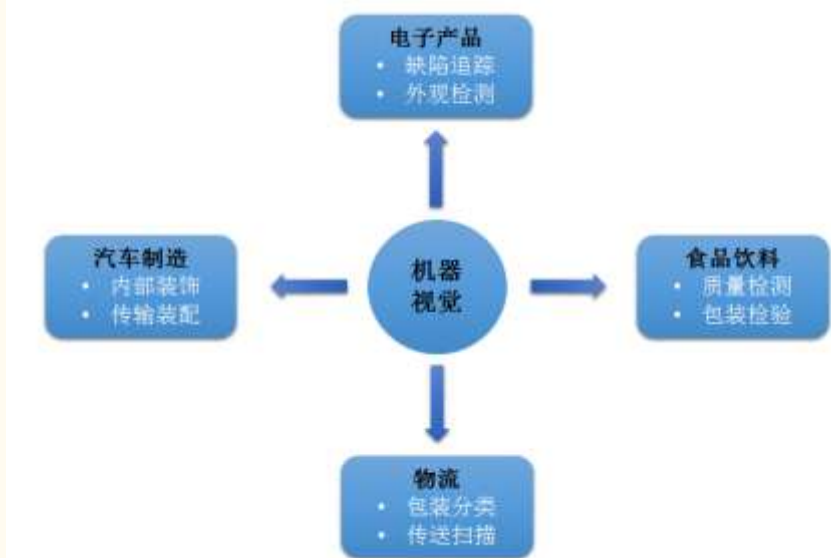 电子产品
• 缺陷追踪
• 外观检测
汽车制造
• 内部装饰
• 传输装配
机器
视觉
食品饮料
• 质量检测
• 包装检验
物流
• 包装分类
• 传送扫描